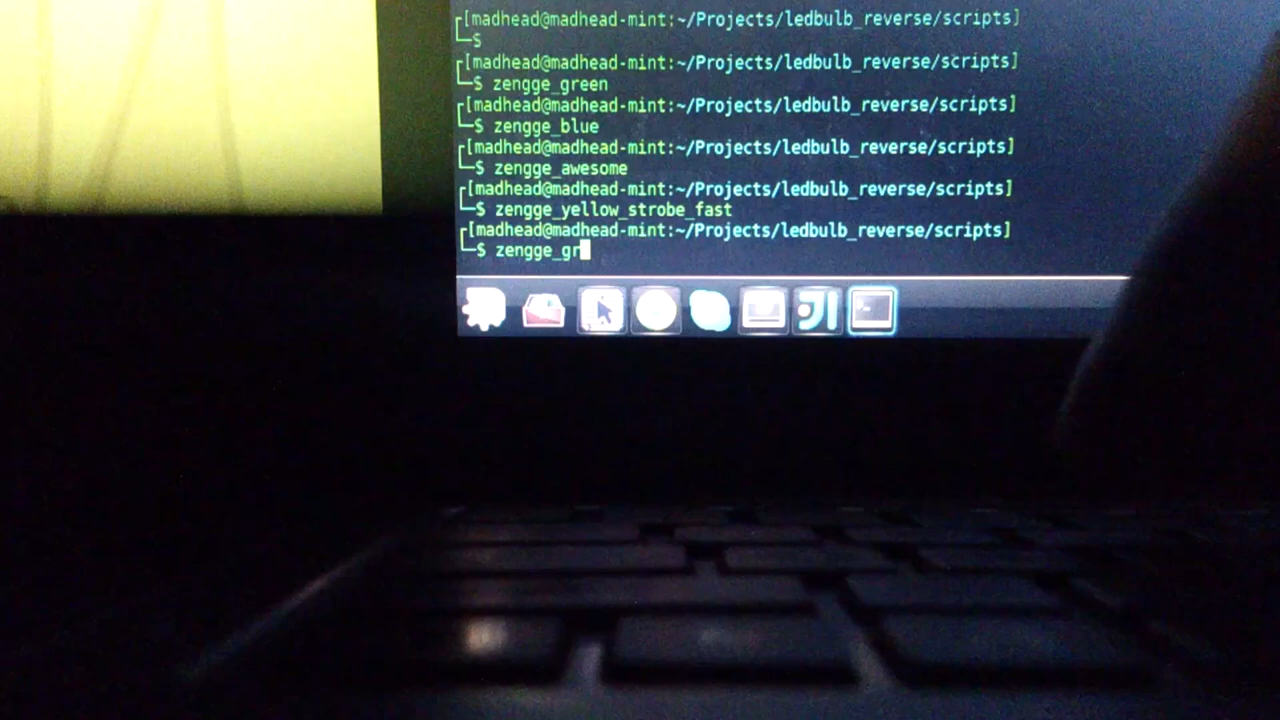 ┌[madhead@madhead-mint:~/Projects/ledbulb_reverse/scripts]
└─$
┌[madhead@madhead-mint:~/Projects/ledbulb_reverse/scripts]
└─$ zengge_green
┌[madhead@madhead-mint:~/Projects/ledbulb_reverse/scripts]
└─$ zengge_blue
┌[madhead@madhead-mint:~/Projects/ledbulb_reverse/scripts]
└─$ zengge_awesome
┌[madhead@madhead-mint:~/Projects/ledbulb_reverse/scripts]
└─$ zengge_yellow_strobe_fast
┌[madhead@madhead-mint:~/Projects/ledbulb_reverse/scripts]
└─$ zengge_gr